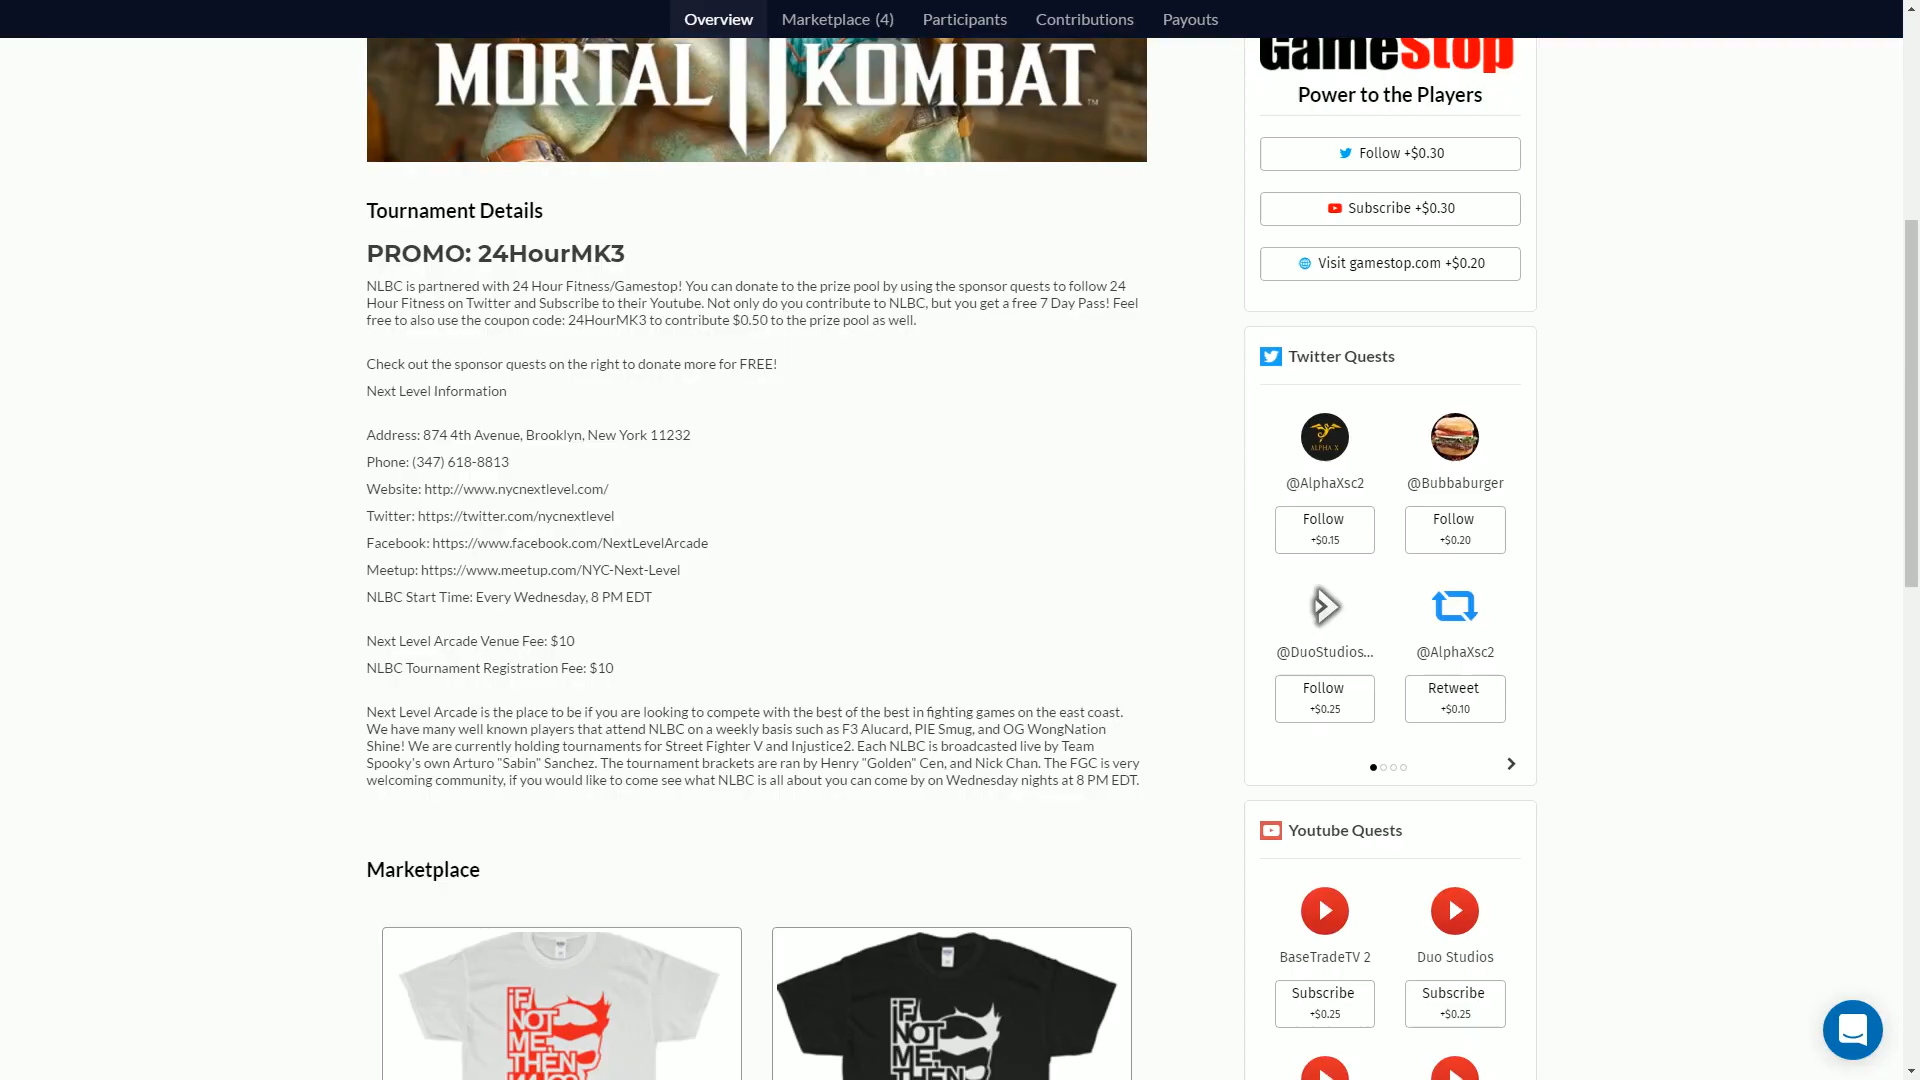 Overview Marketplace (4) Participants Contributions Payouts
MORTAL KOMBAT™
Tournament Details
PROMO: 24HourMK3
NLBC is partnered with 24 Hour Fitness/Gamestop! You can donate to the prize pool by using the sponsor quests to follow 24
Hour Fitness on Twitter and Subscribe to their Youtube. Not only do you contribute to NLBC, but you get a free 7 Day Pass! Feel
free to also use the coupon code: 24HourMK3 to contribute $0.50 to the prize pool as well.
Check out the sponsor quests on the right to donate more for FREE!
Next Level Information
Address: 874 4th Avenue, Brooklyn, New York 11232
Phone: (347) 618-8813
Website: http://www.nycnextlevel.com/
Twitter: https://twitter.com/nycnextlevel
Facebook: https://www.facebook.com/NextLevelArcade
Meetup: https://www.meetup.com/NYC-Next-Level
NLBC Start Time: Every Wednesday, 8 PM EDT
Next Level Arcade Venue Fee: $10
NLBC Tournament Registration Fee: $10
Next Level Arcade is the place to be if you are looking to compete with the best of the best in fighting games on the east coast.
We have many well known players that attend NLBC on a weekly basis such as F3 Alucard, PIE Smug, and OG WongNation
Shine! We are currently holding tournaments for Street Fighter V and Injustice2. Each NLBC is broadcasted live by Team
Spooky's own Arturo "Sabin" Sanchez. The tournament brackets are ran by Henry "Golden" Cen, and Nick Chan. The FGC is very
welcoming community, if you would like to come see what NLBC is all about you can come by on Wednesday nights at 8 PM EDT.
Marketplace
IF
NOT
ME,
THEN
IF
NOT
ME,
THEN
GameStop
Power to the Players
Follow +$0.30
Subscribe +$0.30
Visit gamestop.com +$0.20
Twitter Quests
ALPHA X
@AlphaXsc2 @Bubbaburger
Follow Follow
+$0.15 +$0.20
@DuoStudios... @AlphaXsc2
Follow Retweet
+$0.25 +$0.10
Youtube Quests
BaseTradeTV 2 Duo Studios
Subscribe Subscribe
+$0.25 +$0.25